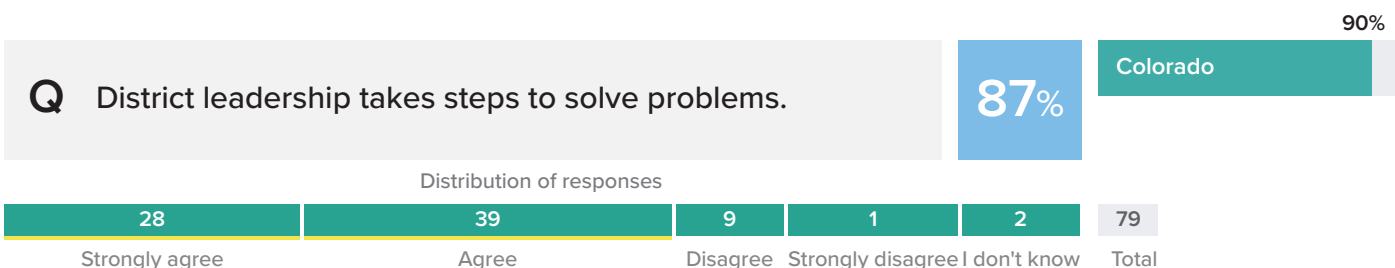 90%
Q District leadership takes steps to solve problems.
87%
Colorado
Distribution of responses
28 39 9 1 2 79
Strongly agree Agree Disagree Strongly disagree I don't know Total